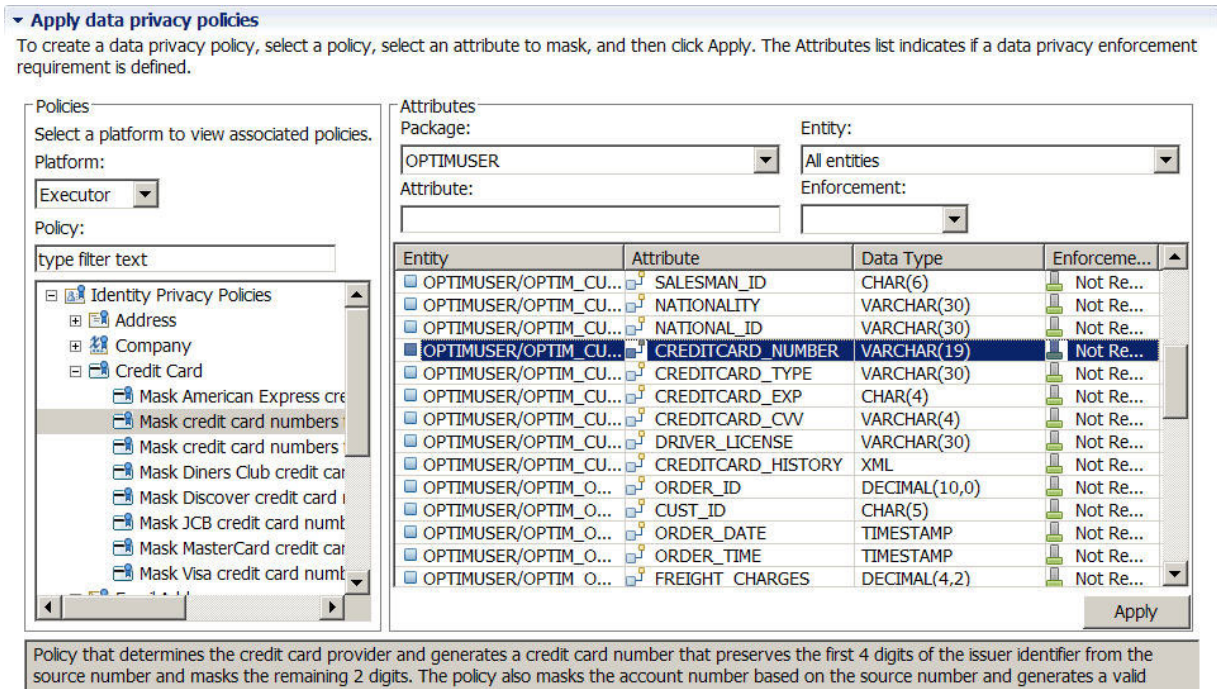 Apply data privacy policies
To create a data privacy policy, select a policy, select an attribute to mask, and then click Apply. The Attributes list indicates if a data privacy enforcement
requirement is defined.
Policies
Select a platform to view associated policies.
Platform:
Executor
Policy:
type filter text
Identity Privacy Policies
Address
Company
Credit Card
Mask American Express cre
Mask credit card numbers
Mask credit card numbers
Mask Diners Club credit car
Mask Discover credit card
Mask JCB credit card numb
Mask MasterCard credit car
Mask Visa credit card numb
Attributes
Package:
Entity:
OPTIMUSER
All entities
Attribute:
Enforcement:
Entity Attribute Data Type Enforceme...
OPTIMUSER/OPTIM_CU... SALESMAN_ID CHAR(6) Not Re...
OPTIMUSER/OPTIM_CU... NATIONALITY VARCHAR(30) Not Re...
OPTIMUSER/OPTIM_CU... NATIONAL_ID VARCHAR(30) Not Re...
OPTIMUSER/OPTIM_CU... CREDITCARD_NUMBER VARCHAR(19) Not Re...
OPTIMUSER/OPTIM_CU... CREDITCARD_TYPE VARCHAR(30) Not Re...
OPTIMUSER/OPTIM_CU... CREDITCARD_EXP CHAR(4) Not Re...
OPTIMUSER/OPTIM_CU... CREDITCARD_CVV VARCHAR(4) Not Re...
OPTIMUSER/OPTIM_CU... DRIVER_LICENSE VARCHAR(30) Not Re...
OPTIMUSER/OPTIM_CU... CREDITCARD_HISTORY XML Not Re...
OPTIMUSER/OPTIM_O... ORDER_ID DECIMAL(10,0) Not Re...
OPTIMUSER/OPTIM_O... CUST_ID CHAR(5) Not Re...
OPTIMUSER/OPTIM_O... ORDER_DATE TIMESTAMP Not Re...
OPTIMUSER/OPTIM_O... ORDER_TIME TIMESTAMP Not Re...
OPTIMUSER/OPTIM_O... FREIGHT_CHARGES DECIMAL(4,2) Not Re...
Apply
Policy that determines the credit card provider and generates a credit card number that preserves the first 4 digits of the issuer identifier from the
source number and masks the remaining 2 digits. The policy also masks the account number based on the source number and generates a valid